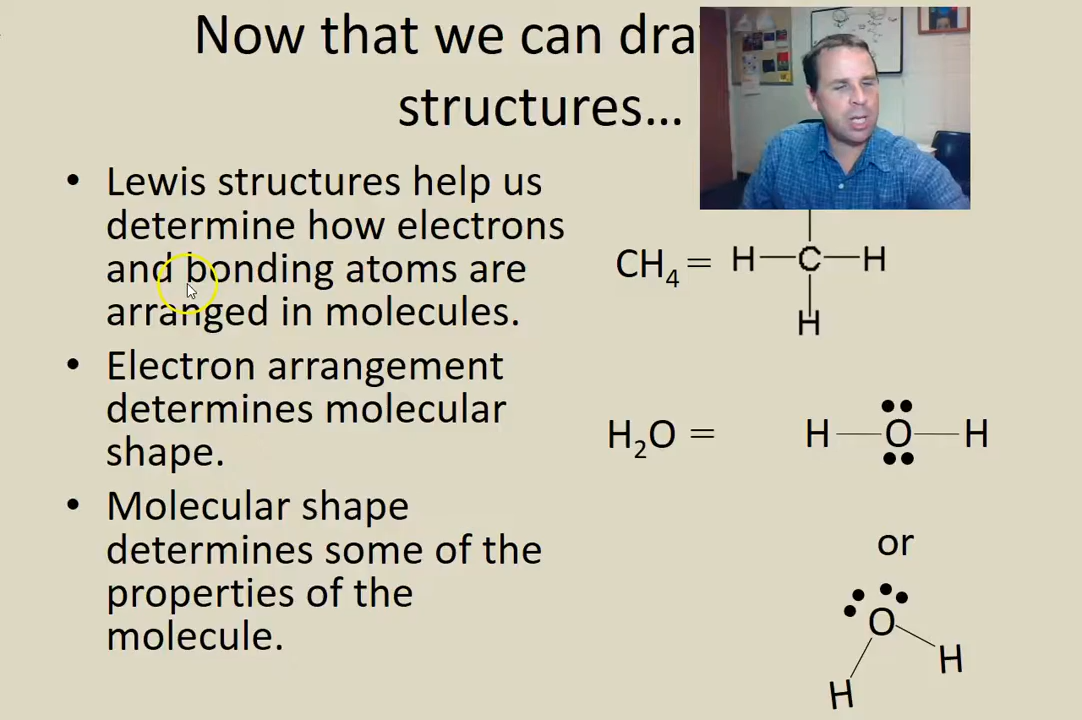 Now that we can dra
structures…
• Lewis structures help us
determine how electrons
and bonding atoms are
arranged in molecules.
• Electron arrangement
determines molecular
shape.
• Molecular shape
determines some of the
properties of the
molecule.
CH₄ = H—C—H
H
H₂O = H—O—H
or
O
H
H